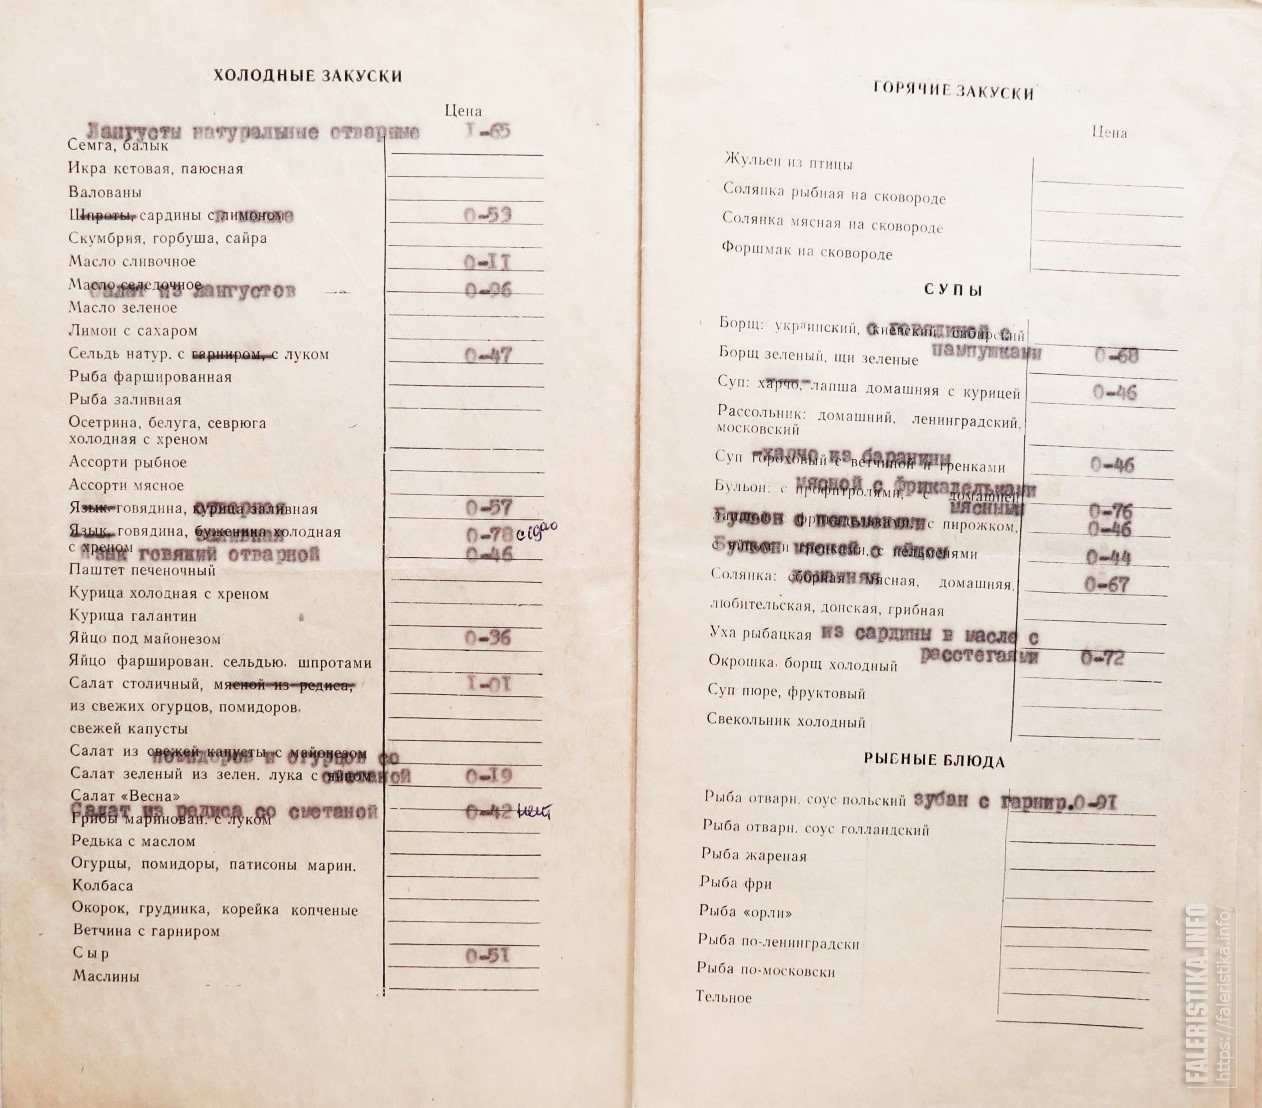 ХОЛОДНЫЕ ЗАКУСКИ
Цена
Лангусты натуральные отварные 1-65
Семга, балык
Икра кетовая, паюсная
Валованы
Шпроты, сардины с лимоном 0-53
Скумбрия, горбуша, сайра
Масло сливочное 0-11
Масло селедочное
Салат из лангустов 0-96
Масло зеленое
Лимон с сахаром
Сельдь натур. с гарниром, с луком 0-47
Рыба фаршированная
Рыба заливная
Осетрина, белуга, севрюга
холодная с хреном
Ассорти рыбное
Ассорти мясное
Язык говядина, курица заливная 0-57
отварная
Язык, говядина, буженина холодная 0-78
заливная
с хреном
Язык говяжий отварной 0-46
Паштет печеночный
Курица холодная с хреном
Курица галантин
Яйцо под майонезом 0-36
Яйцо фарширован. сельдью, шпротами
Салат столичный, мясной из редиса, 1-01
из свежих огурцов, помидоров,
свежей капусты
Салат из свежей капусты с майонезом
помидоров и огурцов со
Салат зеленый из зелен. лука с яйцом 0-19
сметаной
Салат «Весна»
Салат из редиса со сметаной 0-42 нет
Грибы маринован. с луком
Редька с маслом
Огурцы, помидоры, патисоны марин.
Колбаса
Окорок, грудинка, корейка копченые
Ветчина с гарниром
Сыр 0-51
Маслины
ГОРЯЧИЕ ЗАКУСКИ
Цена
Жульен из птицы
Солянка рыбная на сковороде
Солянка мясная на сковороде
Форшмак на сковороде
СУПЫ
Борщ: украинский, киевский, сибирский
с говядиной с
пампушками 0-68
Борщ зеленый, щи зеленые
Суп: харчо, лапша домашняя с курицей 0-46
Рассольник: домашний, ленинградский,
московский
-харчо из баранины 0-46
Суп гороховый с ветчиной и гренками
мясной с фрикадельками
Бульон: с профитролями, домашней
мясными 0-76
Бульон с пельменями 0-46
с пирожком,
Бульон мясной с яйцом 0-44
Солянка: сборная мясная, домашняя, 0-67
домашняя
любительская, донская, грибная
Уха рыбацкая из сардины в масле с
расстегаями 0-72
Окрошка, борщ холодный
Суп пюре, фруктовый
Свекольник холодный
РЫБНЫЕ БЛЮДА
Рыба отварн. соус польский зубан с гарнир. 0-91
Рыба отварн. соус голландский
Рыба жареная
Рыба фри
Рыба «орли»
Рыба по-ленинградски
Рыба по-московски
Тельное
FALERISTIKA.INFO
https://faleristika.info/